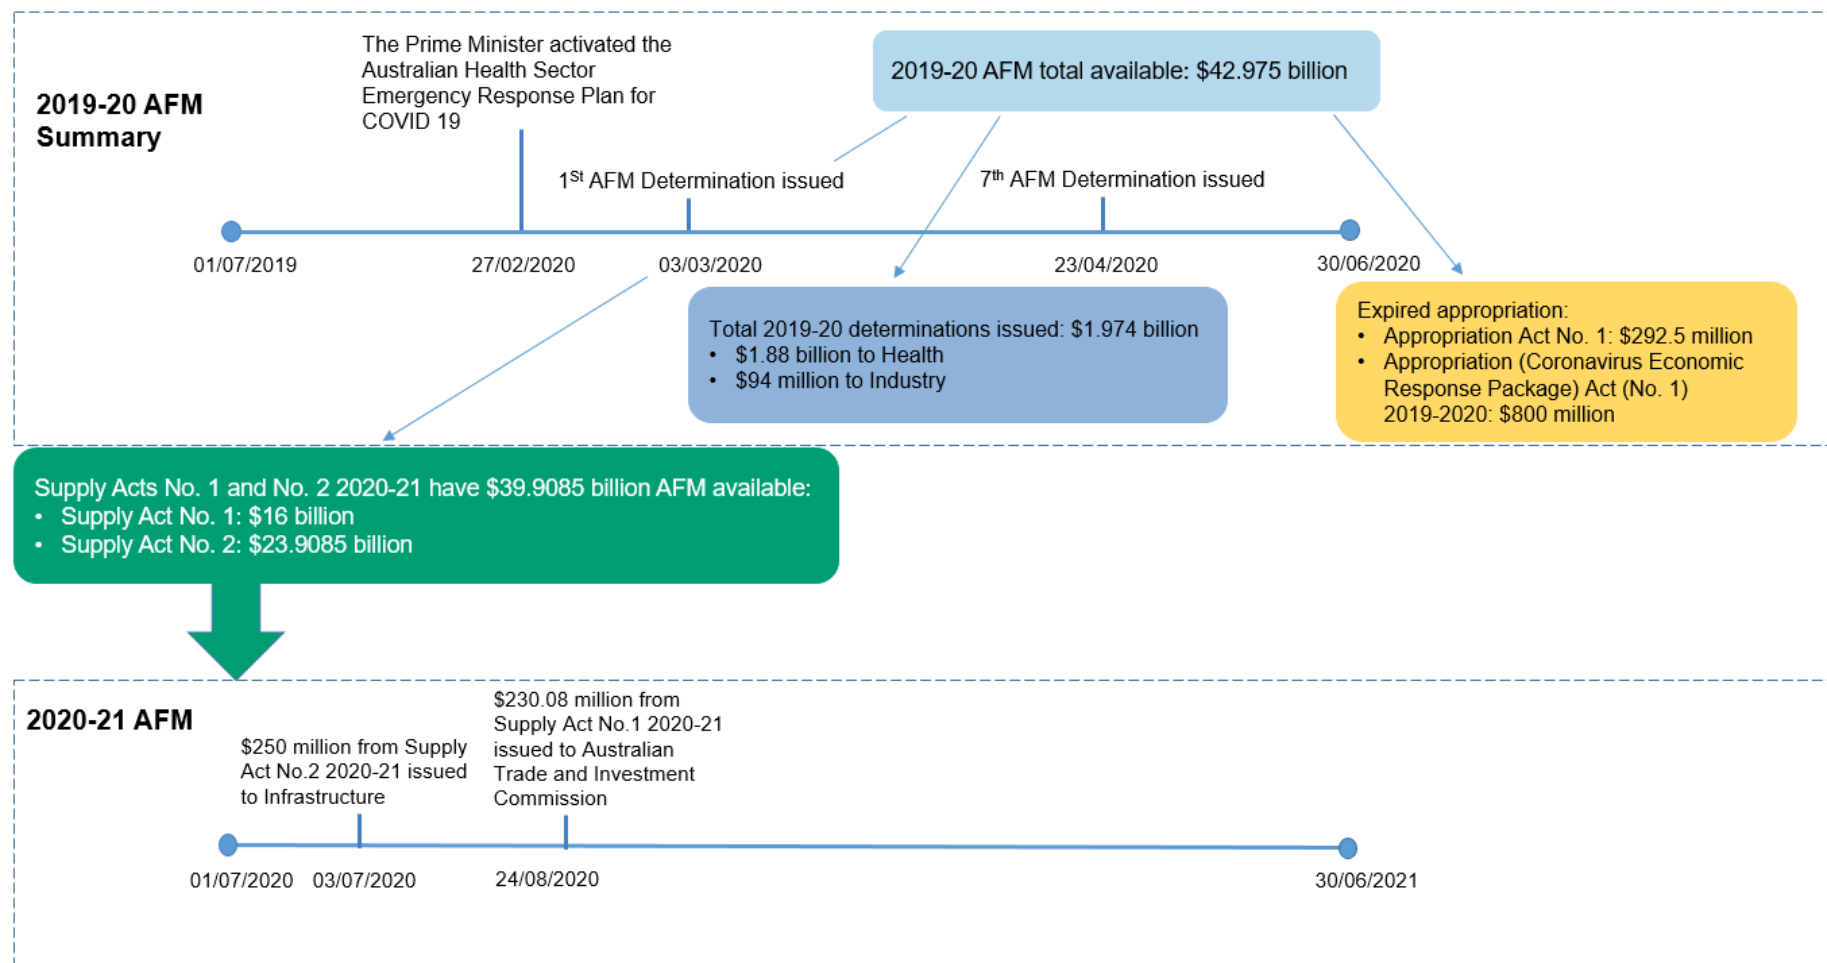 2019-20 AFM
Summary
The Prime Minister activated the
Australian Health Sector
Emergency Response Plan for
COVID 19
2019-20 AFM total available: $42.975 billion
1St AFM Determination issued
7th AFM Determination issued
01/07/2019
27/02/2020
03/03/2020
23/04/2020
30/06/2020
Total 2019-20 determinations issued: $1.974 billion
• $1.88 billion to Health
• $94 million to Industry
Expired appropriation:
• Appropriation Act No. 1: $292.5 million
• Appropriation (Coronavirus Economic
Response Package) Act (No. 1)
2019-2020: $800 million
Supply Acts No. 1 and No. 2 2020-21 have $39.9085 billion AFM available:
• Supply Act No. 1: $16 billion
• Supply Act No. 2: $23.9085 billion
2020-21 AFM
$250 million from Supply
Act No.2 2020-21 issued
to Infrastructure
$230.08 million from
Supply Act No.1 2020-21
issued to Australian
Trade and Investment
Commission
01/07/2020
03/07/2020
24/08/2020
30/06/2021